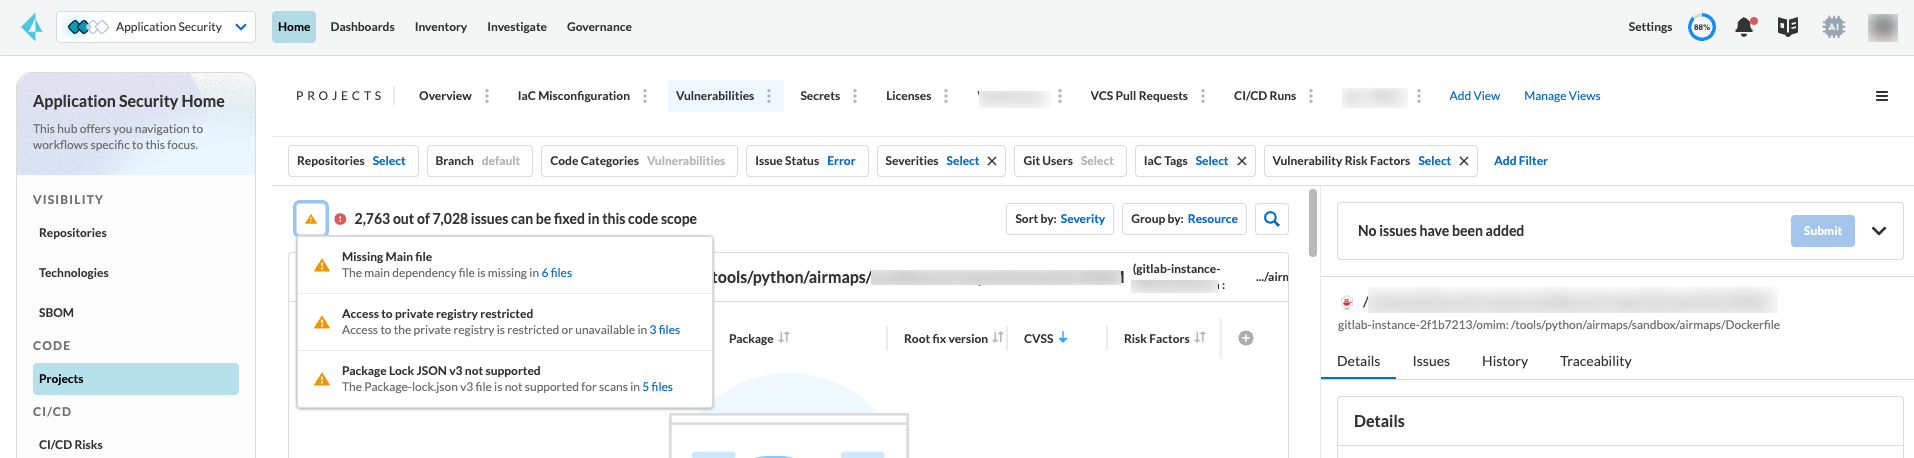 Application Security
Home
Dashboards
Inventory
Investigate
Governance
Settings
88%
AI
Application Security Home
This hub offers you navigation to
workflows specific to this focus.
VISIBILITY
Repositories
Technologies
SBOM
CODE
Projects
CI/CD
CI/CD Risks
PROJECTS
Overview
IaC Misconfiguration
Vulnerabilities
Secrets
Licenses
VCS Pull Requests
CI/CD Runs
Add View
Manage Views
Repositories Select
Branch default
Code Categories Vulnerabilities
Issue Status Error
Severities Select
Git Users Select
IaC Tags Select
Vulnerability Risk Factors Select
Add Filter
2,763 out of 7,028 issues can be fixed in this code scope
Sort by: Severity
Group by: Resource
Missing Main file
The main dependency file is missing in 6 files
Access to private registry restricted
Access to the private registry is restricted or unavailable in 3 files
Package Lock JSON v3 not supported
The Package-lock.json v3 file is not supported for scans in 5 files
tools/python/airmaps/
(gitlab-instance-
:
.../airm
Package
Root fix version
CVSS
Risk Factors
No issues have been added
Submit
/
gitlab-instance-2f1b7213/omim: /tools/python/airmaps/sandbox/airmaps/Dockerfile
Details
Issues
History
Traceability
Details